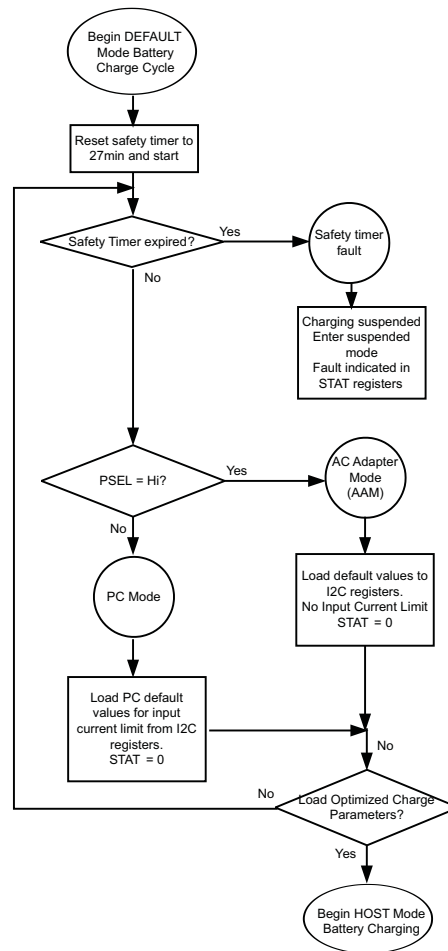 Begin DEFAULT
Mode Battery
Charge Cycle
Reset safety timer to
27min and start
Safety Timer expired?
Yes
Safety timer
fault
No
Charging suspended
Enter suspended
mode
Fault indicated in
STAT registers
PSEL = Hi?
Yes
AC Adapter
Mode
(AAM)
No
PC Mode
Load default values to
I2C registers.
No Input Current Limit
STAT = 0
Load PC default
values for input
current limit from I2C
registers.
STAT = 0
No
No
Load Optimized Charge
Parameters?
Yes
Begin HOST Mode
Battery Charging